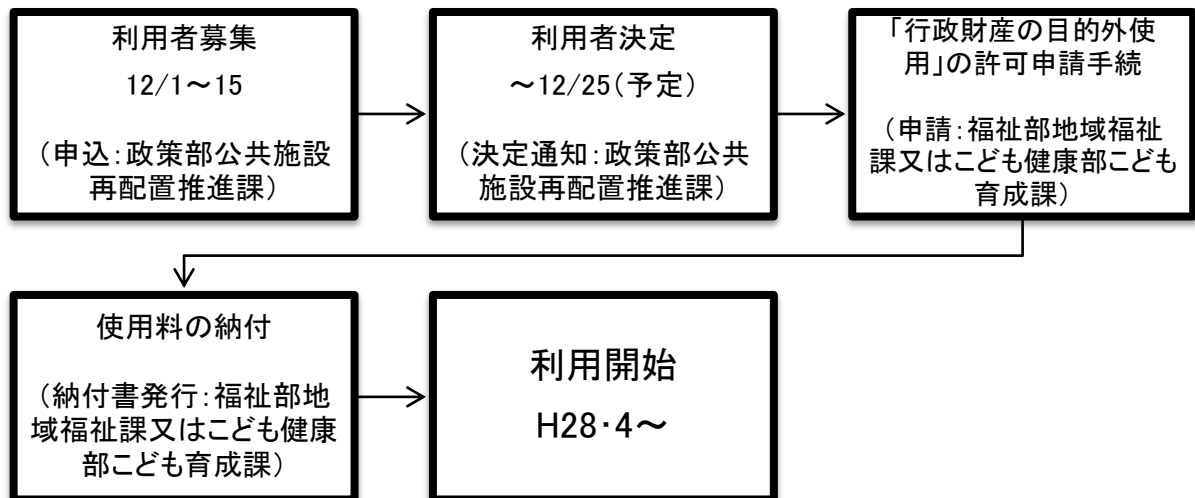 利用者募集
12/1～15
（申込：政策部公共施設
再配置推進課）
利用者決定
～12/25（予定）
（決定通知：政策部公共
施設再配置推進課）
「行政財産の目的外使
用」の許可申請手続
（申請：福祉部地域福祉
課又はこども健康部こども
育成課）
使用料の納付
（納付書発行：福祉部地
域福祉課又はこども健康
部こども育成課）
利用開始
H28・4～